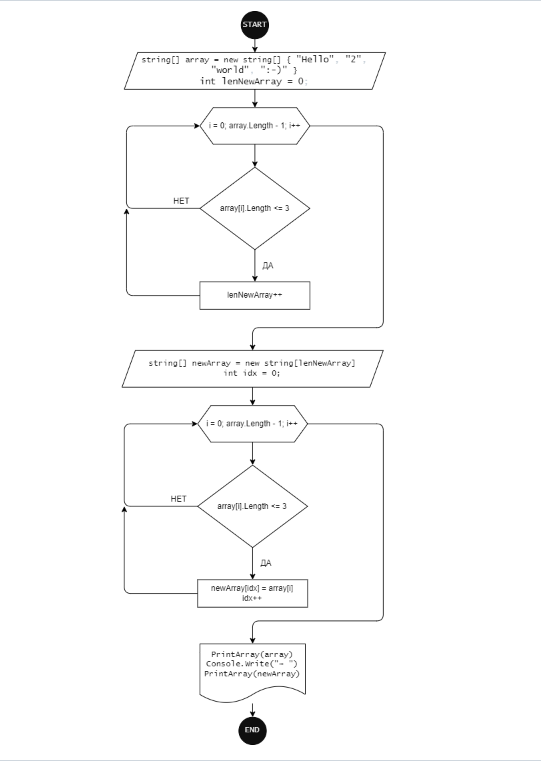 START
string[] array = new string[] { "Hello", "2",
"world", ":-)" }
int lenNewArray = 0;
i = 0; array.Length - 1; i++
НЕТ
array[i].Length <= 3
ДА
lenNewArray++
string[] newArray = new string[lenNewArray]
int idx = 0;
i = 0; array.Length - 1; i++
НЕТ
array[i].Length <= 3
ДА
newArray[idx] = array[i]
idx++
PrintArray(array)
Console.Write("→ ")
PrintArray(newArray)
END